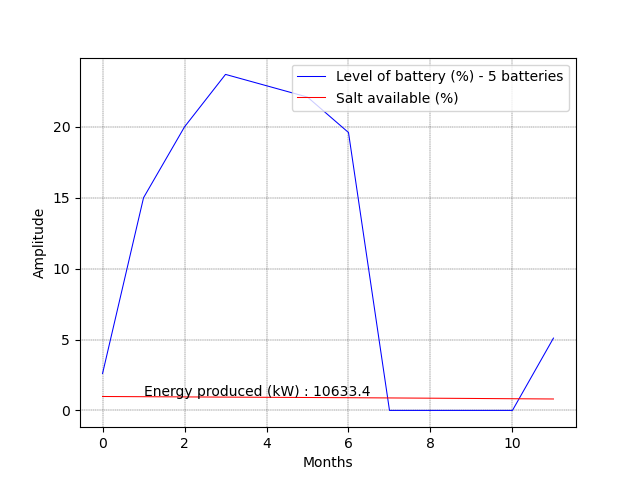 Level of battery (%) - 5 batteries
Salt available (%)
20
15
10
5
0
Amplitude
Energy produced (kW) : 10633.4
0 2 4 6 8 10
Months